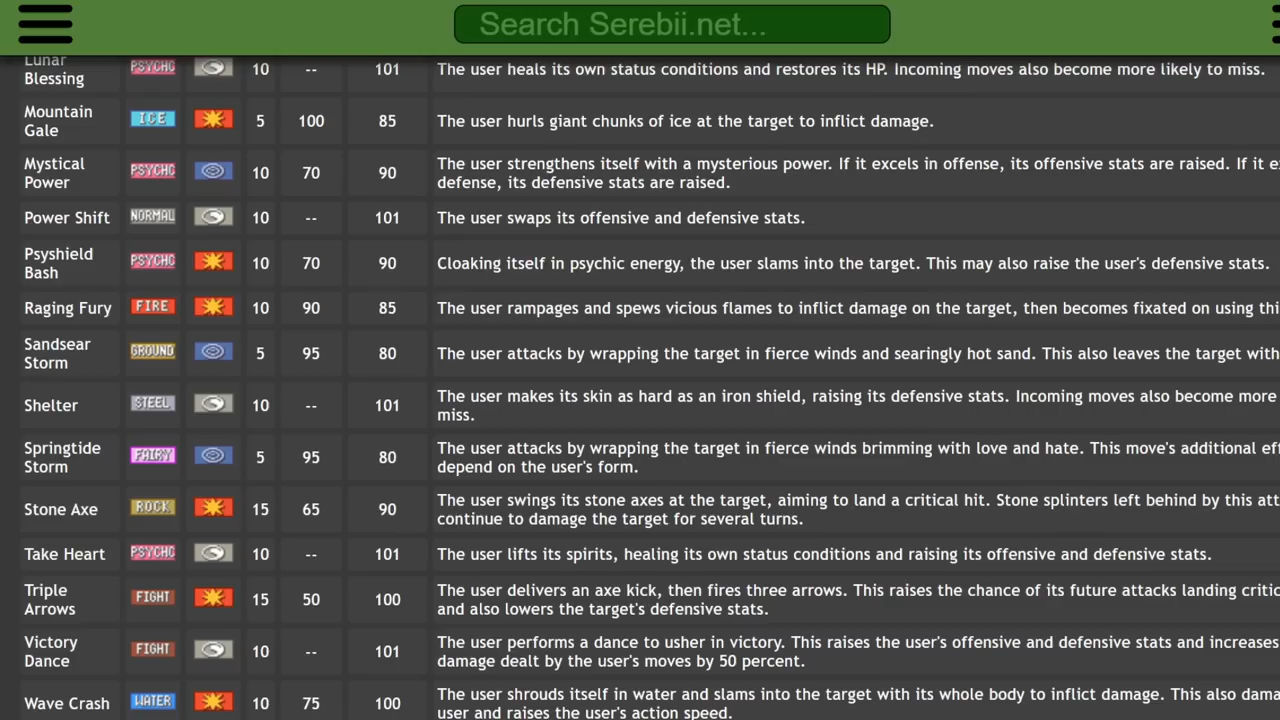 Search Serebii.net...
Lunar
Blessing
PSYCHC
10
--
101
The user heals its own status conditions and restores its HP. Incoming moves also become more likely to miss.
Mountain
Gale
ICE
5
100
85
The user hurls giant chunks of ice at the target to inflict damage.
Mystical
Power
PSYCHC
10
70
90
The user strengthens itself with a mysterious power. If it excels in offense, its offensive stats are raised. If it
defense, its defensive stats are raised.
Power Shift
NORMAL
10
--
101
The user swaps its offensive and defensive stats.
Psyshield
Bash
PSYCHC
10
70
90
Cloaking itself in psychic energy, the user slams into the target. This may also raise the user's defensive stats.
Raging Fury
FIRE
10
90
85
The user rampages and spews vicious flames to inflict damage on the target, then becomes fixated on using
Sandsear
Storm
GROUND
5
95
80
The user attacks by wrapping the target in fierce winds and searingly hot sand. This also leaves the target with
Shelter
STEEL
10
--
101
The user makes its skin as hard as an iron shield, raising its defensive stats. Incoming moves also become more
miss.
Springtide
Storm
FAIRY
5
95
80
The user attacks by wrapping the target in fierce winds brimming with love and hate. This move's additional
depend on the user's form.
Stone Axe
ROCK
15
65
90
The user swings its stone axes at the target, aiming to land a critical hit. Stone splinters left behind by this
continue to damage the target for several turns.
Take Heart
PSYCHC
10
--
101
The user lifts its spirits, healing its own status conditions and raising its offensive and defensive stats.
Triple
Arrows
FIGHT
15
50
100
The user delivers an axe kick, then fires three arrows. This raises the chance of its future attacks landing
and also lowers the target's defensive stats.
Victory
Dance
FIGHT
10
--
101
The user performs a dance to usher in victory. This raises the user's offensive and defensive stats and increases
damage dealt by the user's moves by 50 percent.
Wave Crash
WATER
10
75
100
The user shrouds itself in water and slams into the target with its whole body to inflict damage. This also
user and raises the user's action speed.